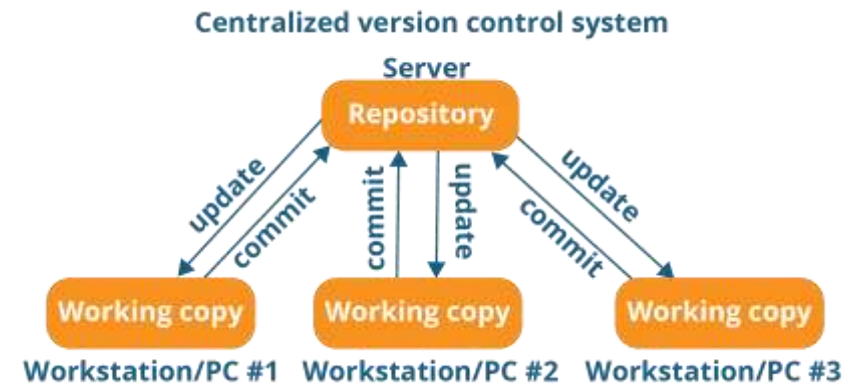 Centralized version control system
Server
Repository
update
commit
commit
update
update
commit
Working copy
Working copy
Working copy
Workstation/PC #1
Workstation/PC #2
Workstation/PC #3